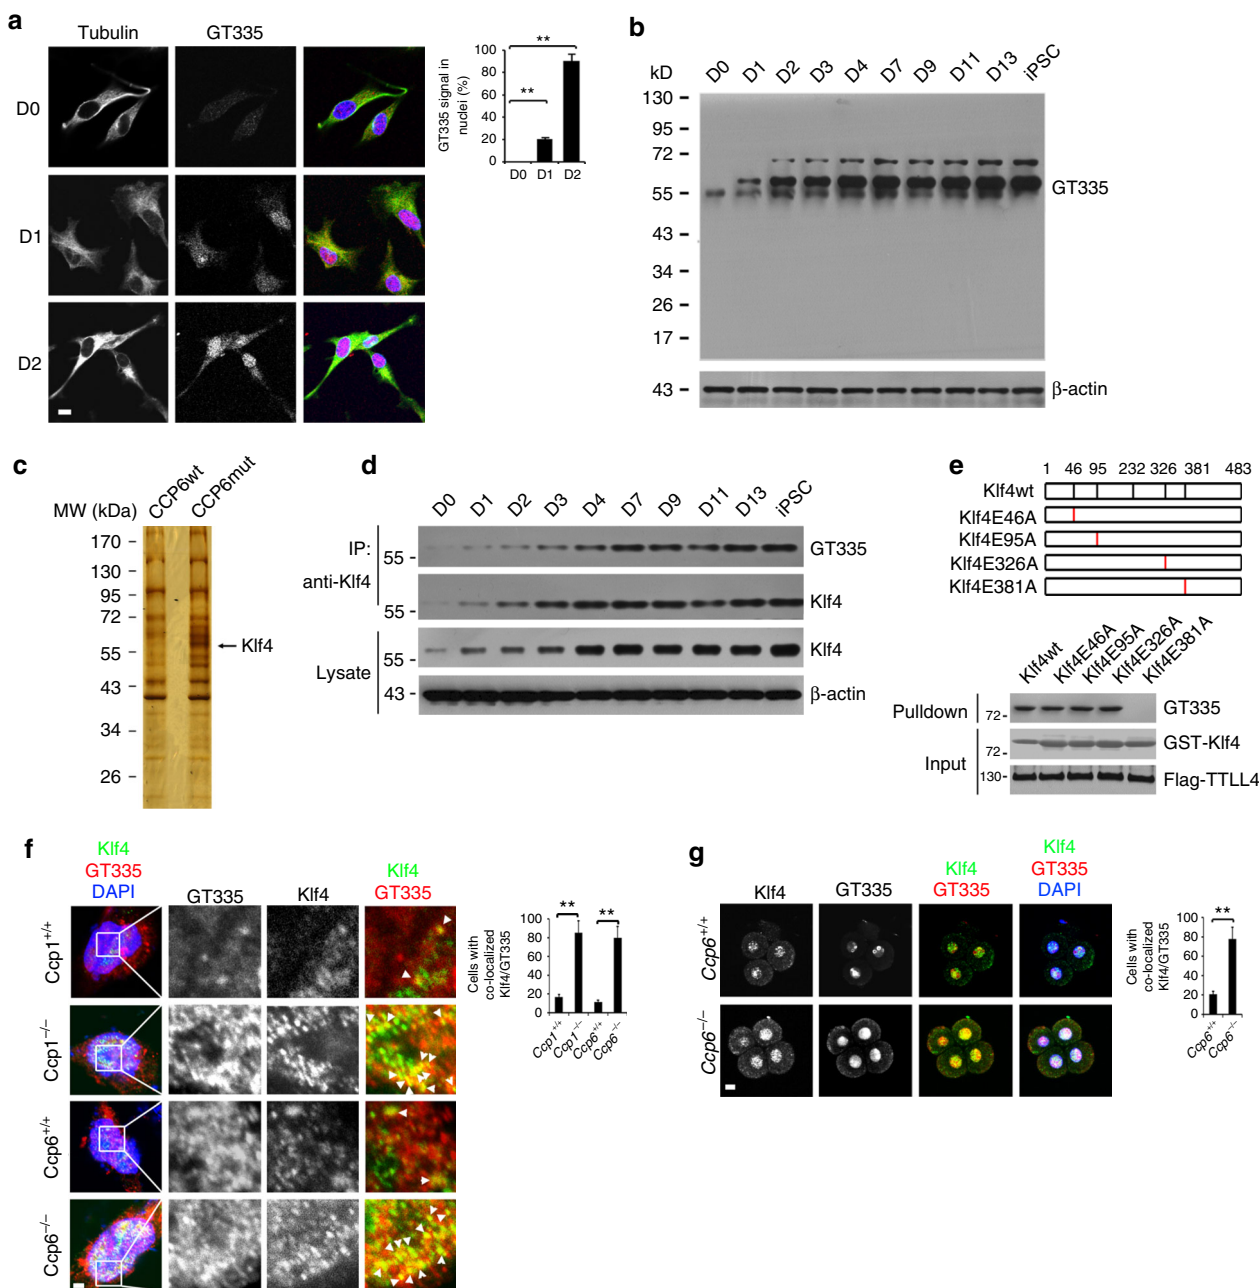 a
Tubulin GT335
D0
D1
D2
GT335 signal in
nuclei (%)
100
80
60
40
20
0
D0 D1 D2
** **
b
kD
D0 D1 D2 D3 D4 D7 D9 D11 D13 iPSC
130
95
72
55
43
34
26
17
GT335
43
β-actin
c
CCP6wt CCP6mut
MW (kDa)
170
130
95
72
55
43
34
26
Klf4
d
D0 D1 D2 D3 D4 D7 D9 D11 D13 iPSC
IP:
anti-Klf4
55
GT335
55
Klf4
Lysate
55
Klf4
43
β-actin
e
1 46 95 232 326 381 483
Klf4wt
Klf4E46A
Klf4E95A
Klf4E326A
Klf4E381A
Klf4wt Klf4E46A Klf4E95A Klf4E326A Klf4E381A
Pulldown
72
GT335
Input
72
GST-Klf4
130
Flag-TTLL4
f
Klf4
GT335
DAPI
GT335
Klf4
Klf4
GT335
Ccp1+/+
Ccp1−/−
Ccp6+/+
Ccp6−/−
Cells with
co-localized
Klf4/GT335
100
80
60
40
20
0
** **
Ccp1+/+ Ccp1−/− Ccp6+/+ Ccp6−/−
g
Klf4
GT335
Klf4
GT335
Klf4
GT335
DAPI
Ccp6+/+
Ccp6−/−
Cells with
co-localized
Klf4/GT335
100
80
60
40
20
0
**
Ccp6+/+ Ccp6−/−